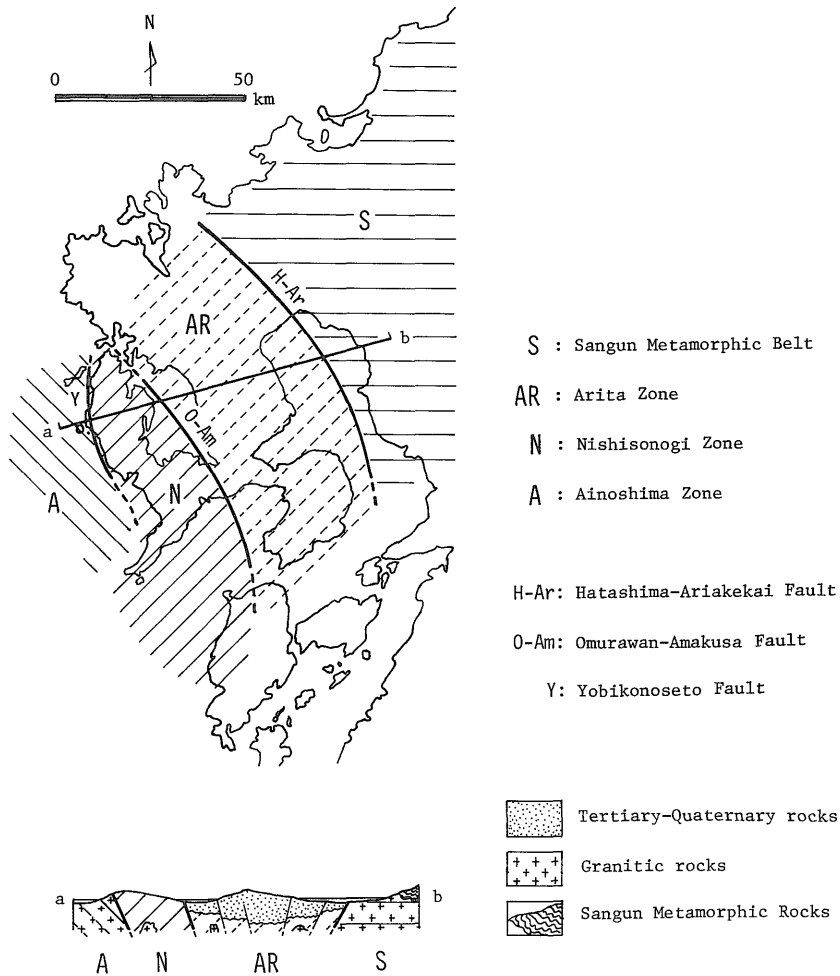 N
0 50
km
S
H-Ar
AR
b
Y
O-Am
a
N
A
S : Sangun Metamorphic Belt
AR : Arita Zone
N : Nishisonogi Zone
A : Ainoshima Zone
H-Ar: Hatashima-Ariakekai Fault
O-Am: Omurawan-Amakusa Fault
Y: Yobikonoseto Fault
Tertiary-Quaternary rocks
Granitic rocks
Sangun Metamorphic Rocks
a b
A N AR S